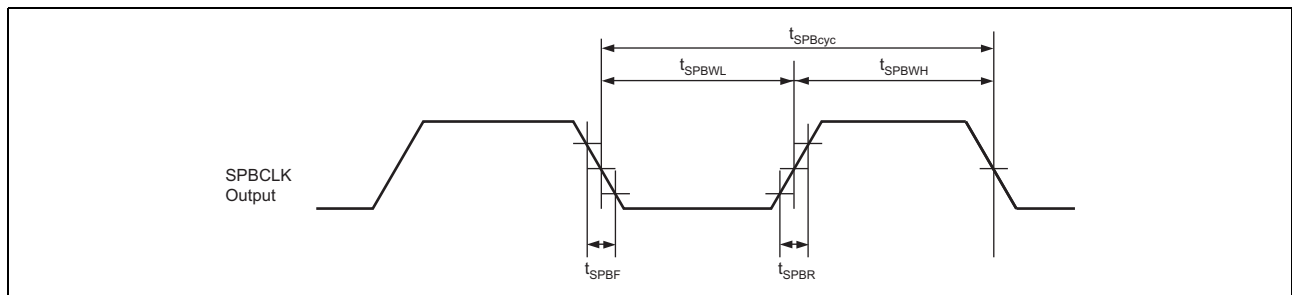 tSPBcyc
tSPBWL
tSPBWH
SPBCLK
Output
tSPBF
tSPBR